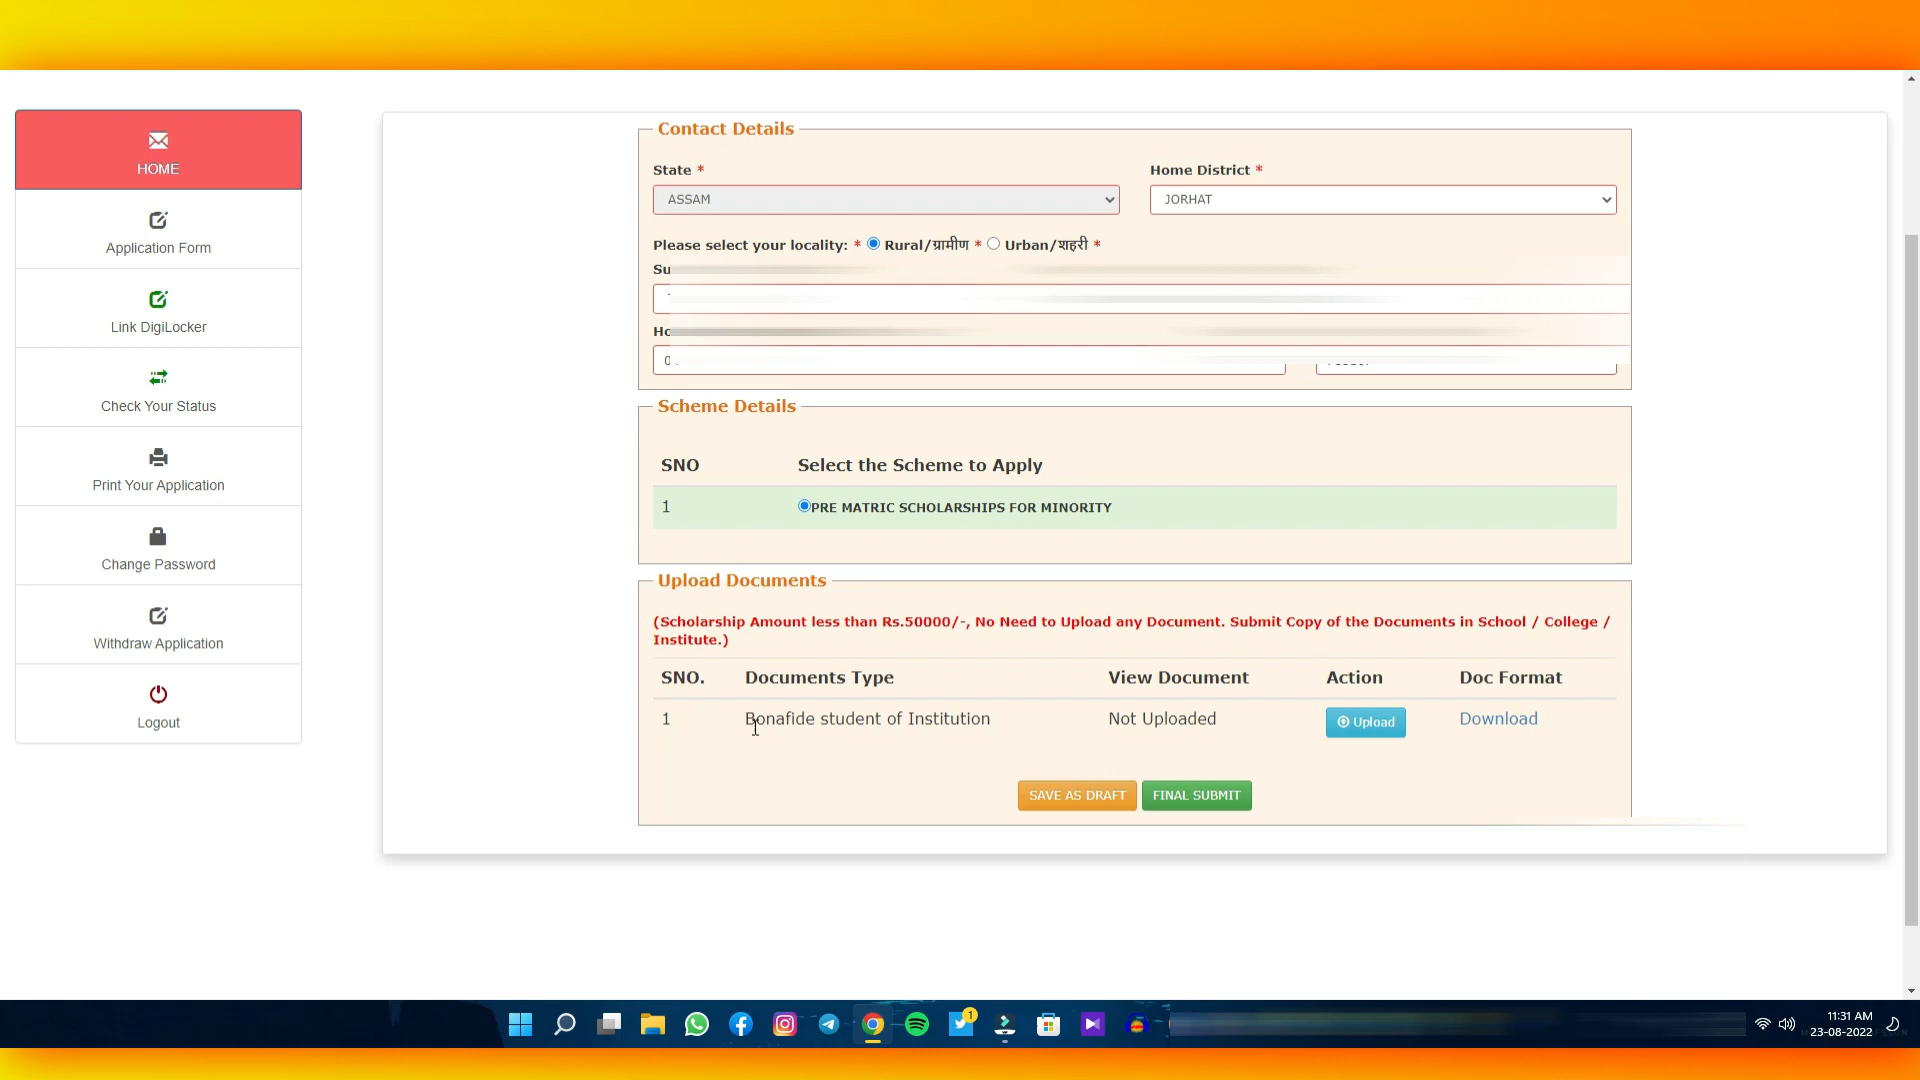 HOME
Application Form
Link DigiLocker
Check Your Status
Print Your Application
Change Password
Withdraw Application
Logout
Contact Details
State * Home District *
ASSAM JORHAT
Please select your locality: * Rural/ग्रामीण * Urban/शहरी *
Scheme Details
SNO Select the Scheme to Apply
1 PRE MATRIC SCHOLARSHIPS FOR MINORITY
Upload Documents
(Scholarship Amount less than Rs.50000/-, No Need to Upload any Document. Submit Copy of the Documents in School / College /
Institute.)
SNO. Documents Type View Document Action Doc Format
1 Bonafide student of Institution Not Uploaded Upload Download
SAVE AS DRAFT FINAL SUBMIT
1
11:31 AM
23-08-2022